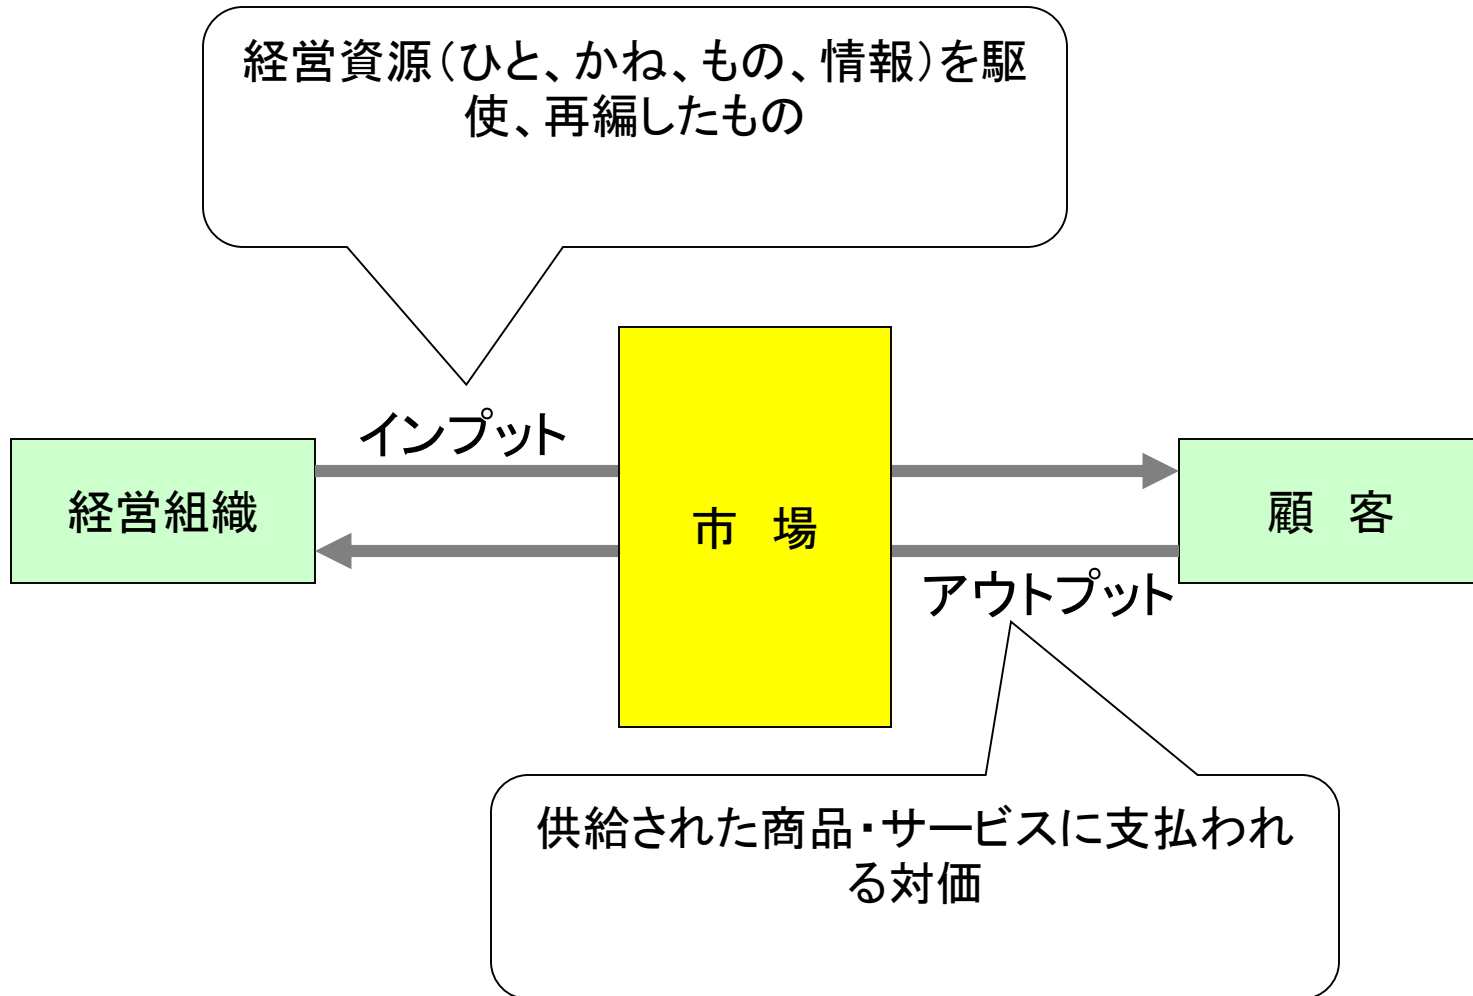 経営資源（ひと、かね、もの、情報）を駆
使、再編したもの
インプット
経営組織
市　場
顧　客
アウトプット
供給された商品・サービスに支払われ
る対価